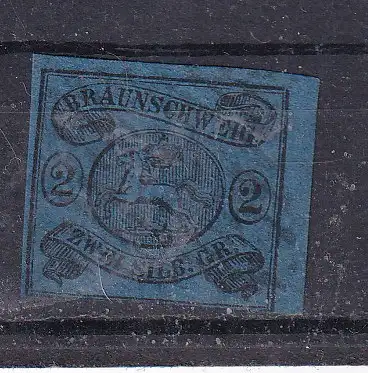 BRAUNSCHWEIG.
2 2
ZWEI SILB. GR.